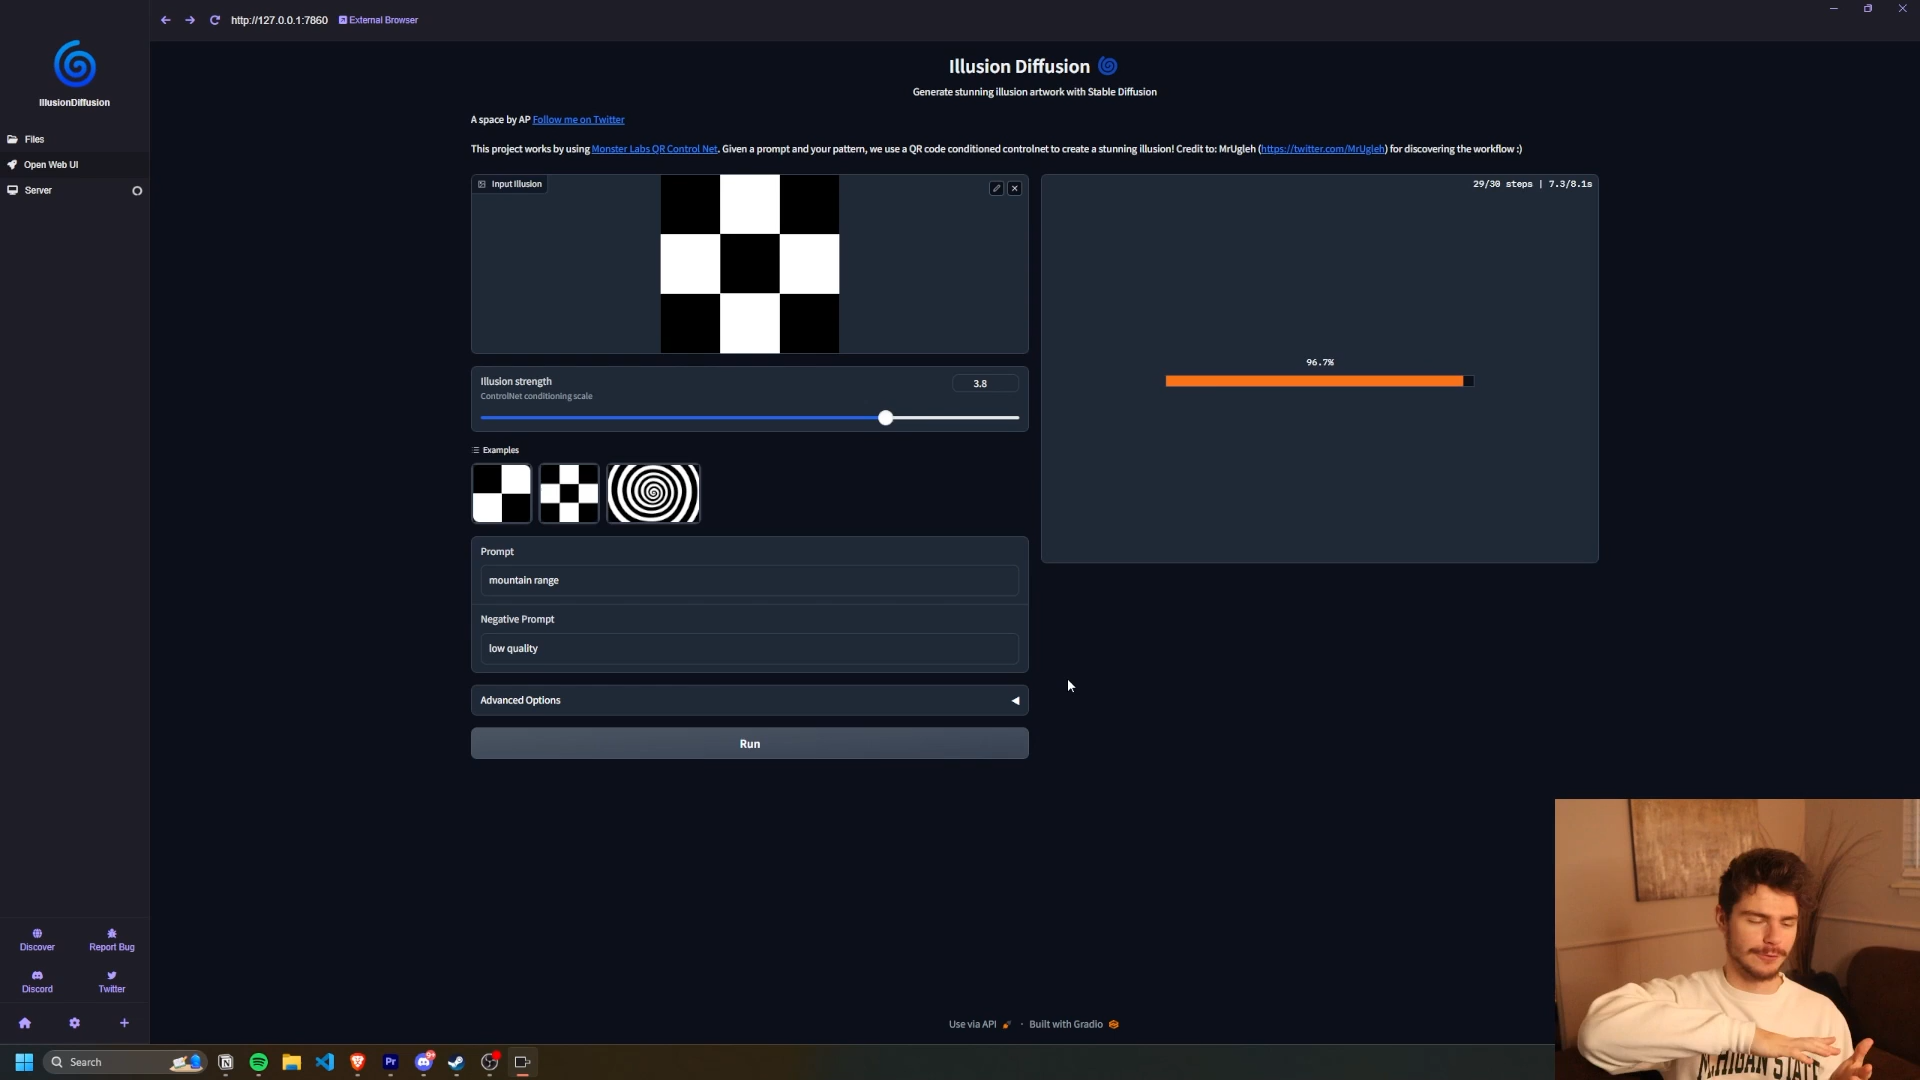 http://127.0.0.1:7860
External Browser
IllusionDiffusion
Files
Open Web UI
Server
Illusion Diffusion
Generate stunning illusion artwork with Stable Diffusion
A space by AP Follow me on Twitter
This project works by using Monster Labs QR Control Net. Given a prompt and your pattern, we use a QR code conditioned controlnet to create a stunning illusion! Credit to: MrUgleh (https://twitter.com/MrUgleh) for discovering the workflow :)
Input Illusion
29/30 steps | 7.3/8.1s
96.7%
Illusion strength
3.8
ControlNet conditioning scale
Examples
Prompt
mountain range
Negative Prompt
low quality
Advanced Options
Run
Discover
Report Bug
Discord
Twitter
Use via API
· Built with Gradio
Search
Pr
MICHIGAN STATE